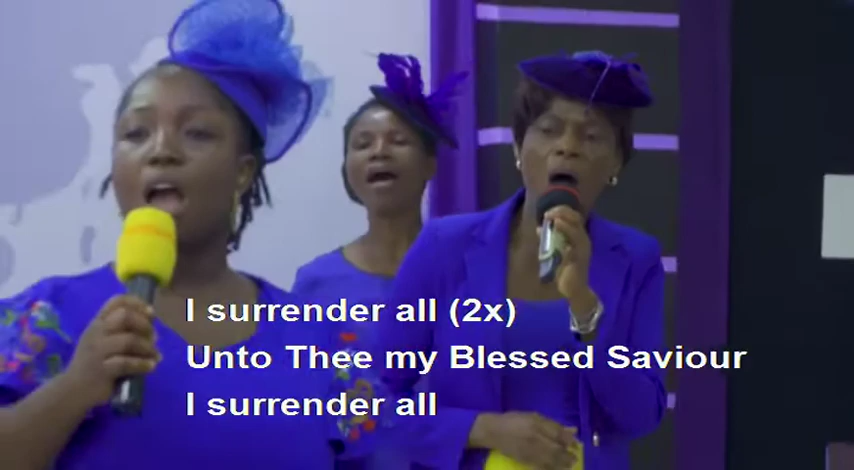 I surrender all (2x)
Unto Thee my Blessed Saviour
I surrender all